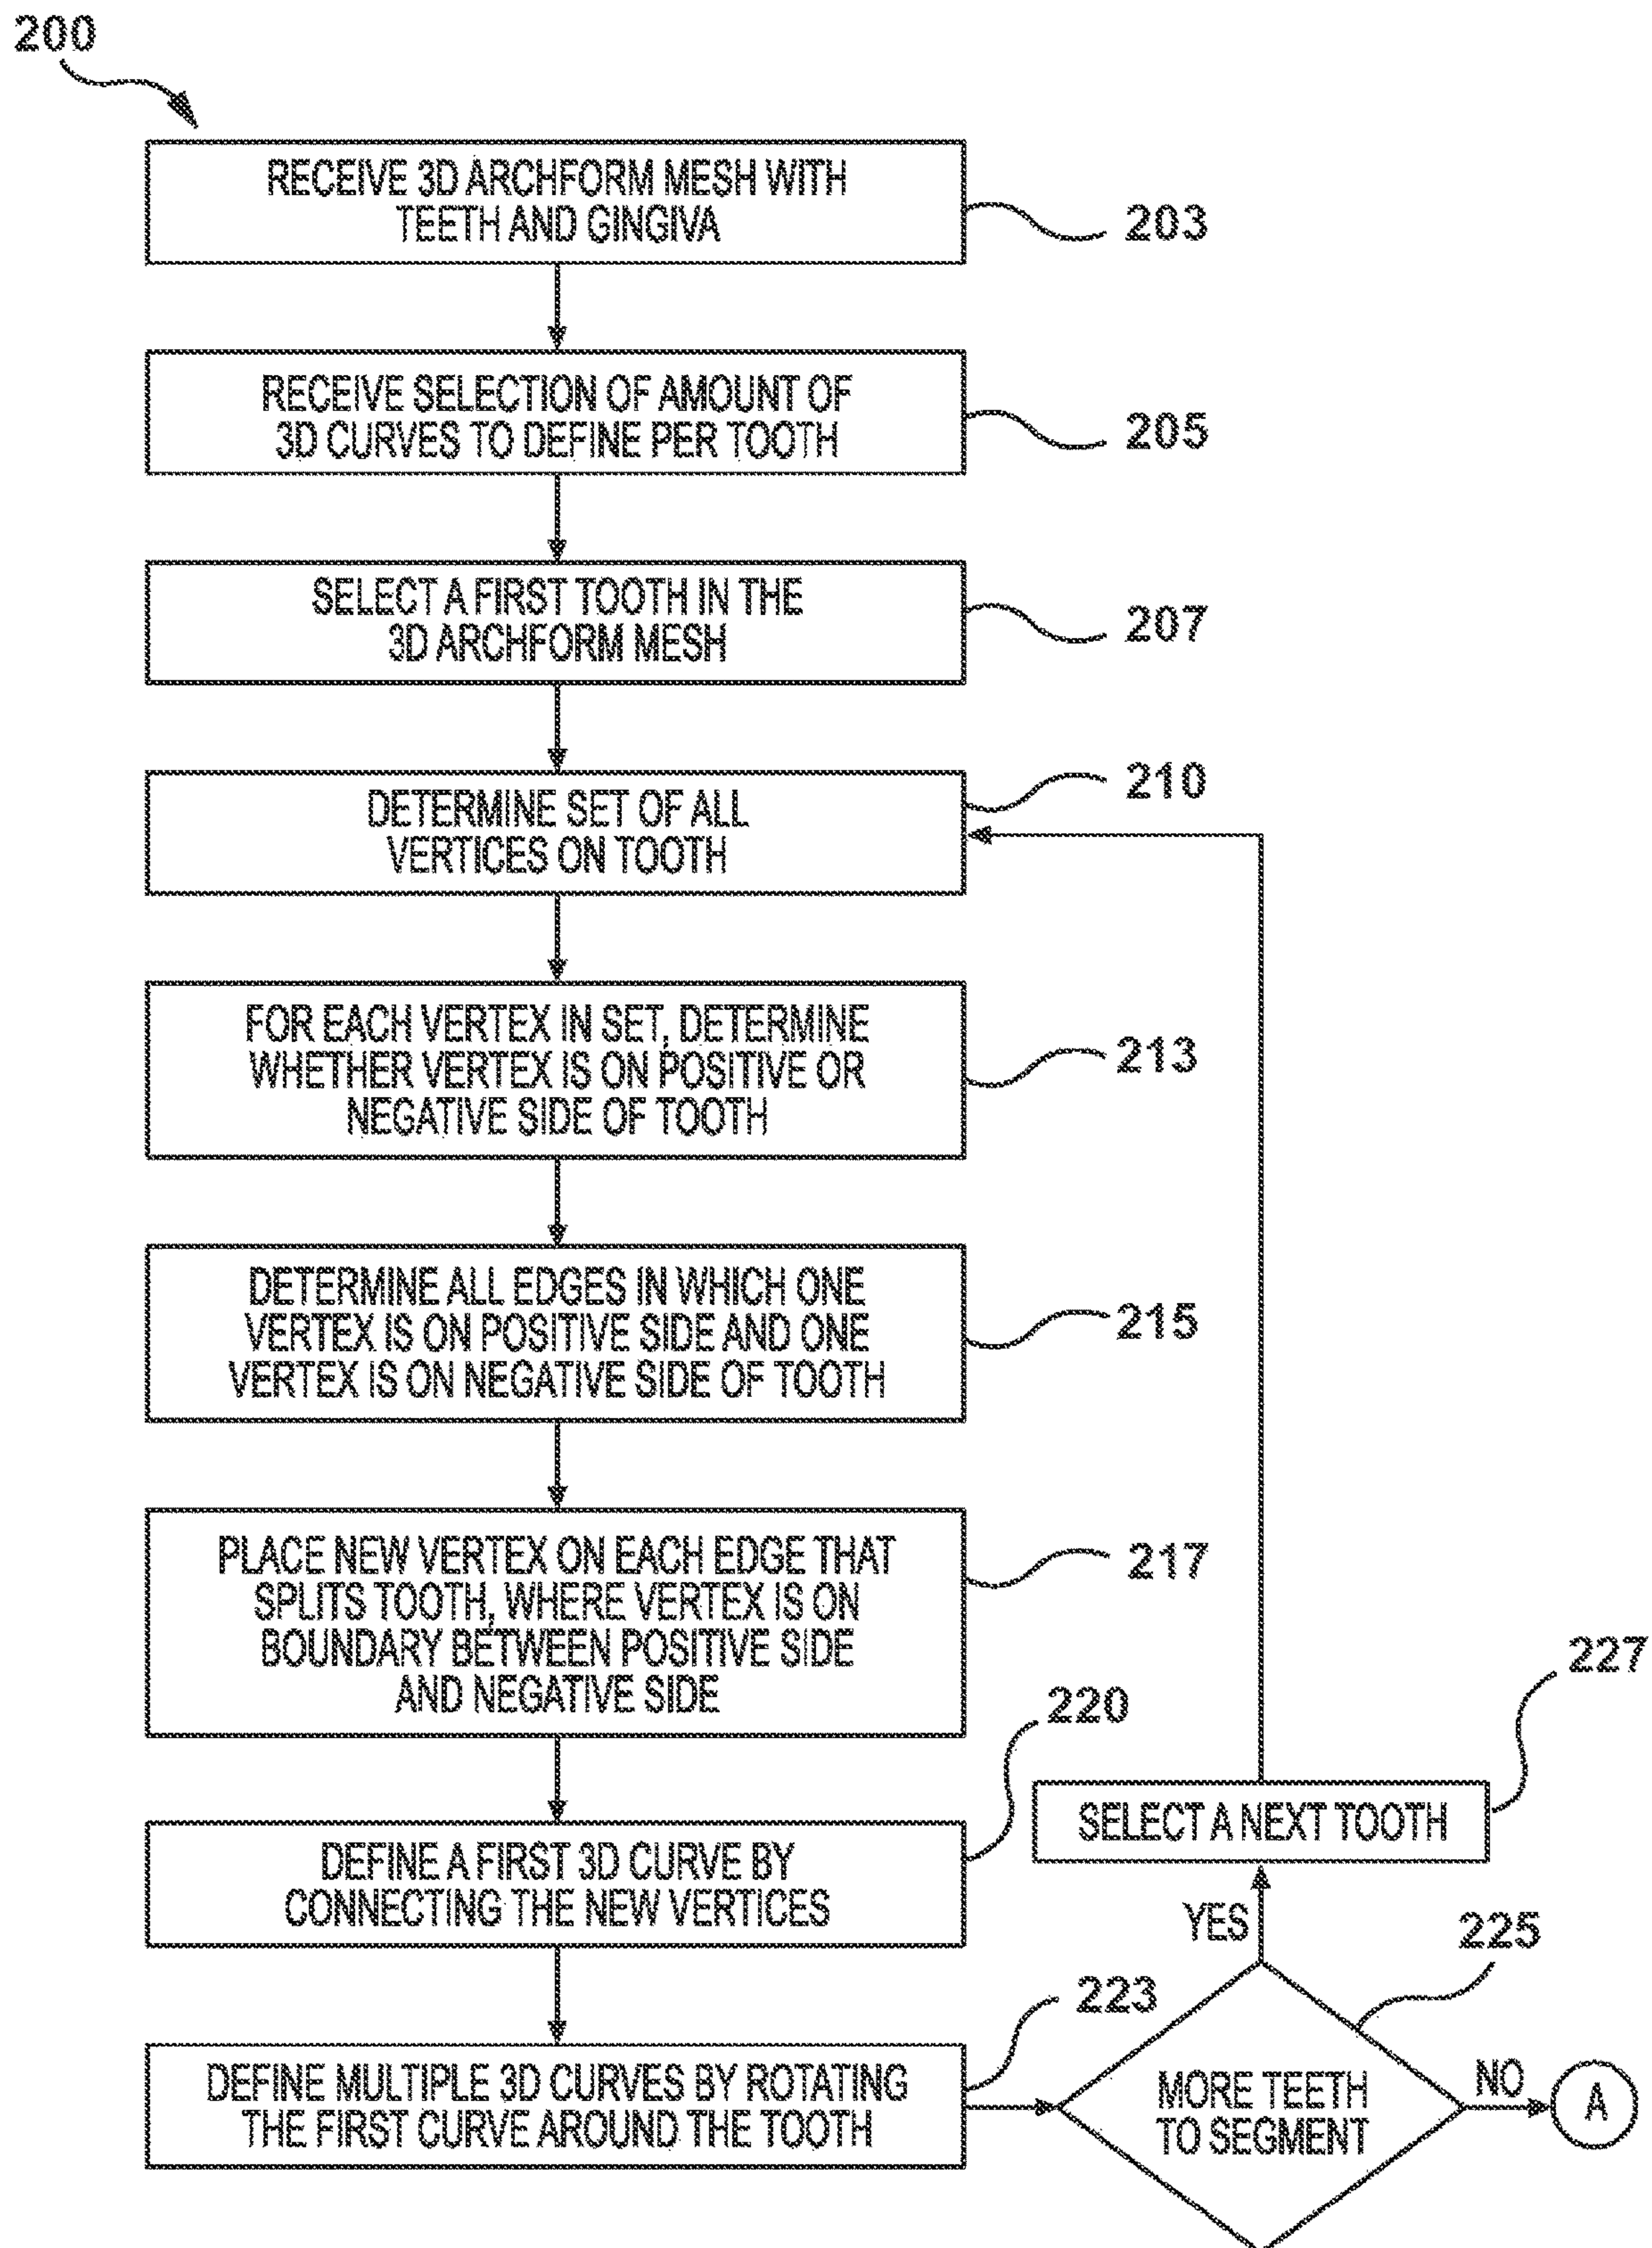 200
RECEIVE 3D ARCHFORM MESH WITH
TEETH AND GINGIVA
203
RECEIVE SELECTION OF AMOUNT OF
3D CURVES TO DEFINE PER TOOTH
205
SELECT A FIRST TOOTH IN THE
3D ARCHFORM MESH
207
DETERMINE SET OF ALL
VERTICES ON TOOTH
210
FOR EACH VERTEX IN SET, DETERMINE
WHETHER VERTEX IS ON POSITIVE OR
NEGATIVE SIDE OF TOOTH
213
DETERMINE ALL EDGES IN WHICH ONE
VERTEX IS ON POSITIVE SIDE AND ONE
VERTEX IS ON NEGATIVE SIDE OF TOOTH
215
PLACE NEW VERTEX ON EACH EDGE THAT
SPLITS TOOTH, WHERE VERTEX IS ON
BOUNDARY BETWEEN POSITIVE SIDE
AND NEGATIVE SIDE
217
DEFINE A FIRST 3D CURVE BY
CONNECTING THE NEW VERTICES
220
DEFINE MULTIPLE 3D CURVES BY ROTATING
THE FIRST CURVE AROUND THE TOOTH
223
MORE TEETH
TO SEGMENT
225
YES
SELECT A NEXT TOOTH
227
NO
A